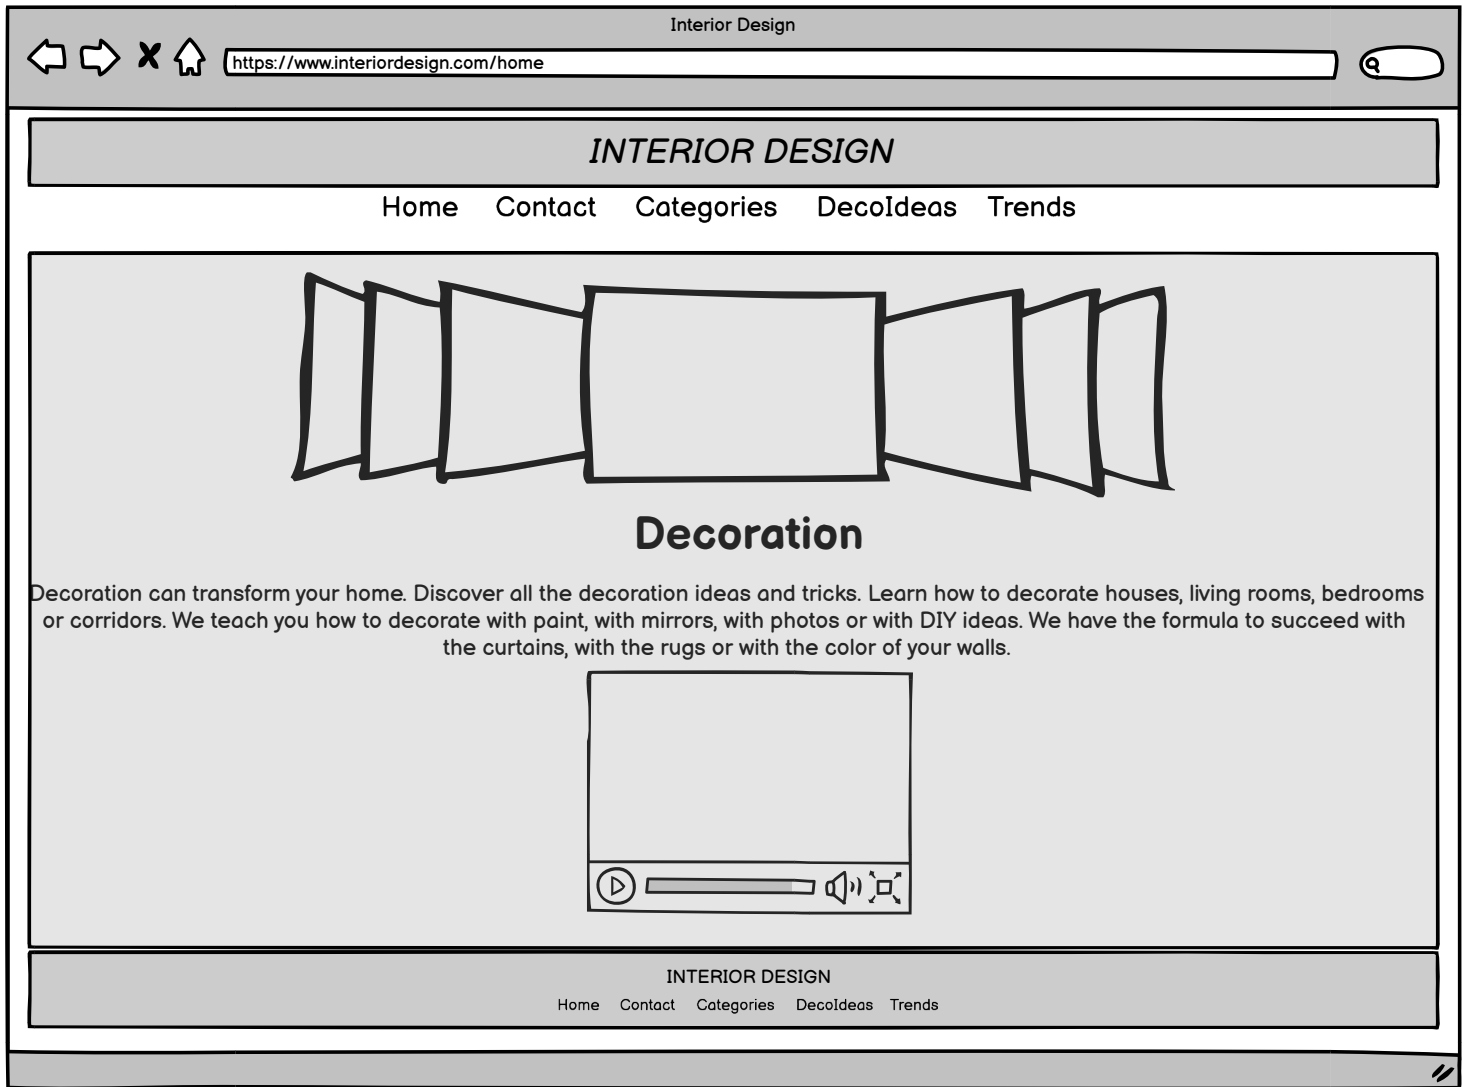 Interior Design
https://www.interiordesign.com/home
INTERIOR DESIGN
Home Contact Categories DecoIdeas Trends
Decoration
Decoration can transform your home. Discover all the decoration ideas and tricks. Learn how to decorate houses, living rooms, bedrooms
or corridors. We teach you how to decorate with paint, with mirrors, with photos or with DIY ideas. We have the formula to succeed with
the curtains, with the rugs or with the color of your walls.
INTERIOR DESIGN
Home Contact Categories DecoIdeas Trends